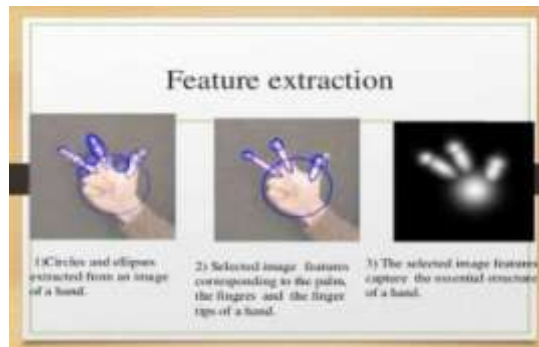 Feature extraction
1)Circles and ellipses
extracted from an image
of a hand.
2) Selected image features
corresponding to the palm,
the fingres and the finger
tips of a hand.
3) The selected image features
capture the essential structure
of a hand.